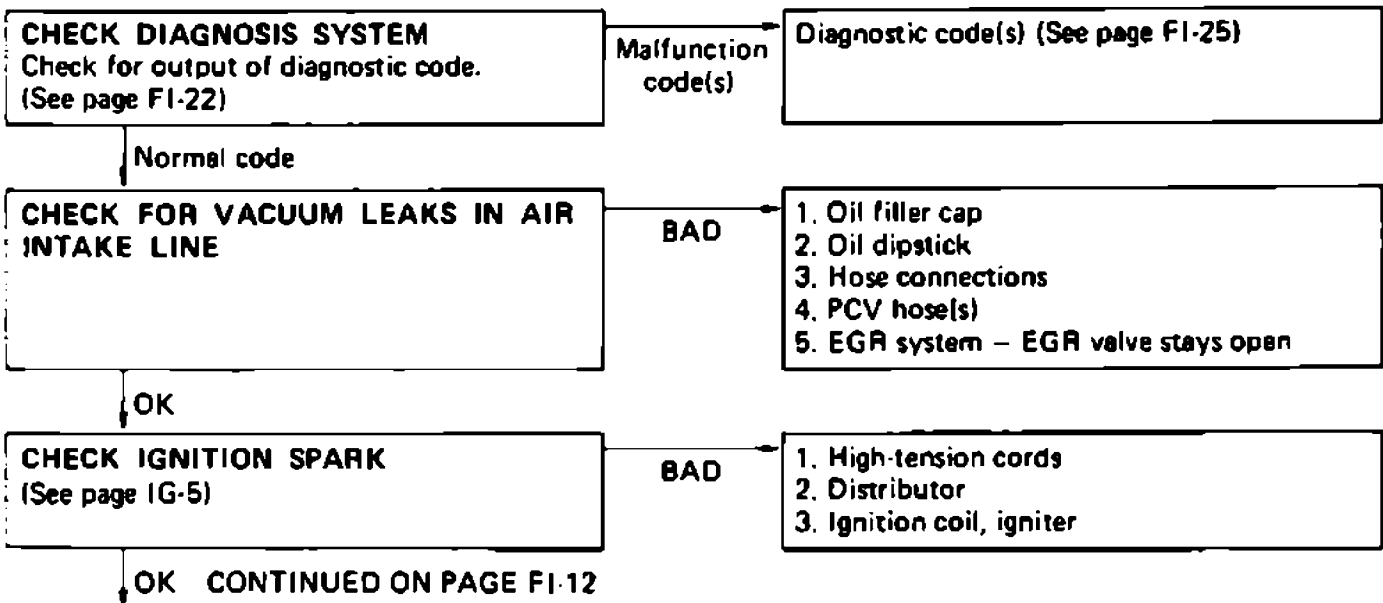 CHECK DIAGNOSIS SYSTEM
Check for output of diagnostic code.
(See page FI-22)
Malfunction
code(s)
Diagnostic code(s) (See page FI-25)
Normal code
CHECK FOR VACUUM LEAKS IN AIR
INTAKE LINE
BAD
1. Oil filler cap
2. Oil dipstick
3. Hose connections
4. PCV hose(s)
5. EGR system – EGR valve stays open
OK
CHECK IGNITION SPARK
(See page IG-5)
BAD
1. High-tension cords
2. Distributor
3. Ignition coil, igniter
OK CONTINUED ON PAGE FI-12